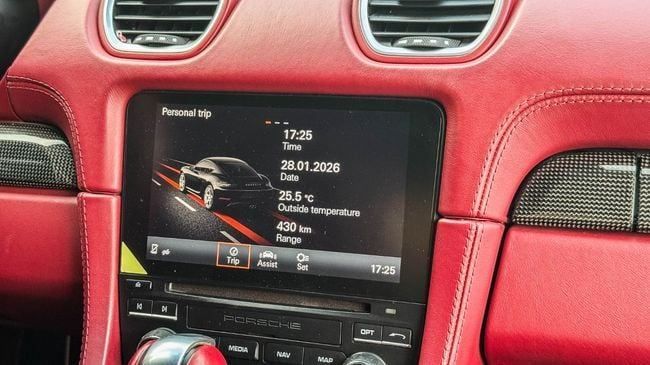 Personal trip
17:25
Time
28.01.2026
Date
25.5 °C
Outside temperature
430 km
Range
Trip
Assist
Set
17:25
PORSCHE
OPT
MEDIA
NAV
MAP